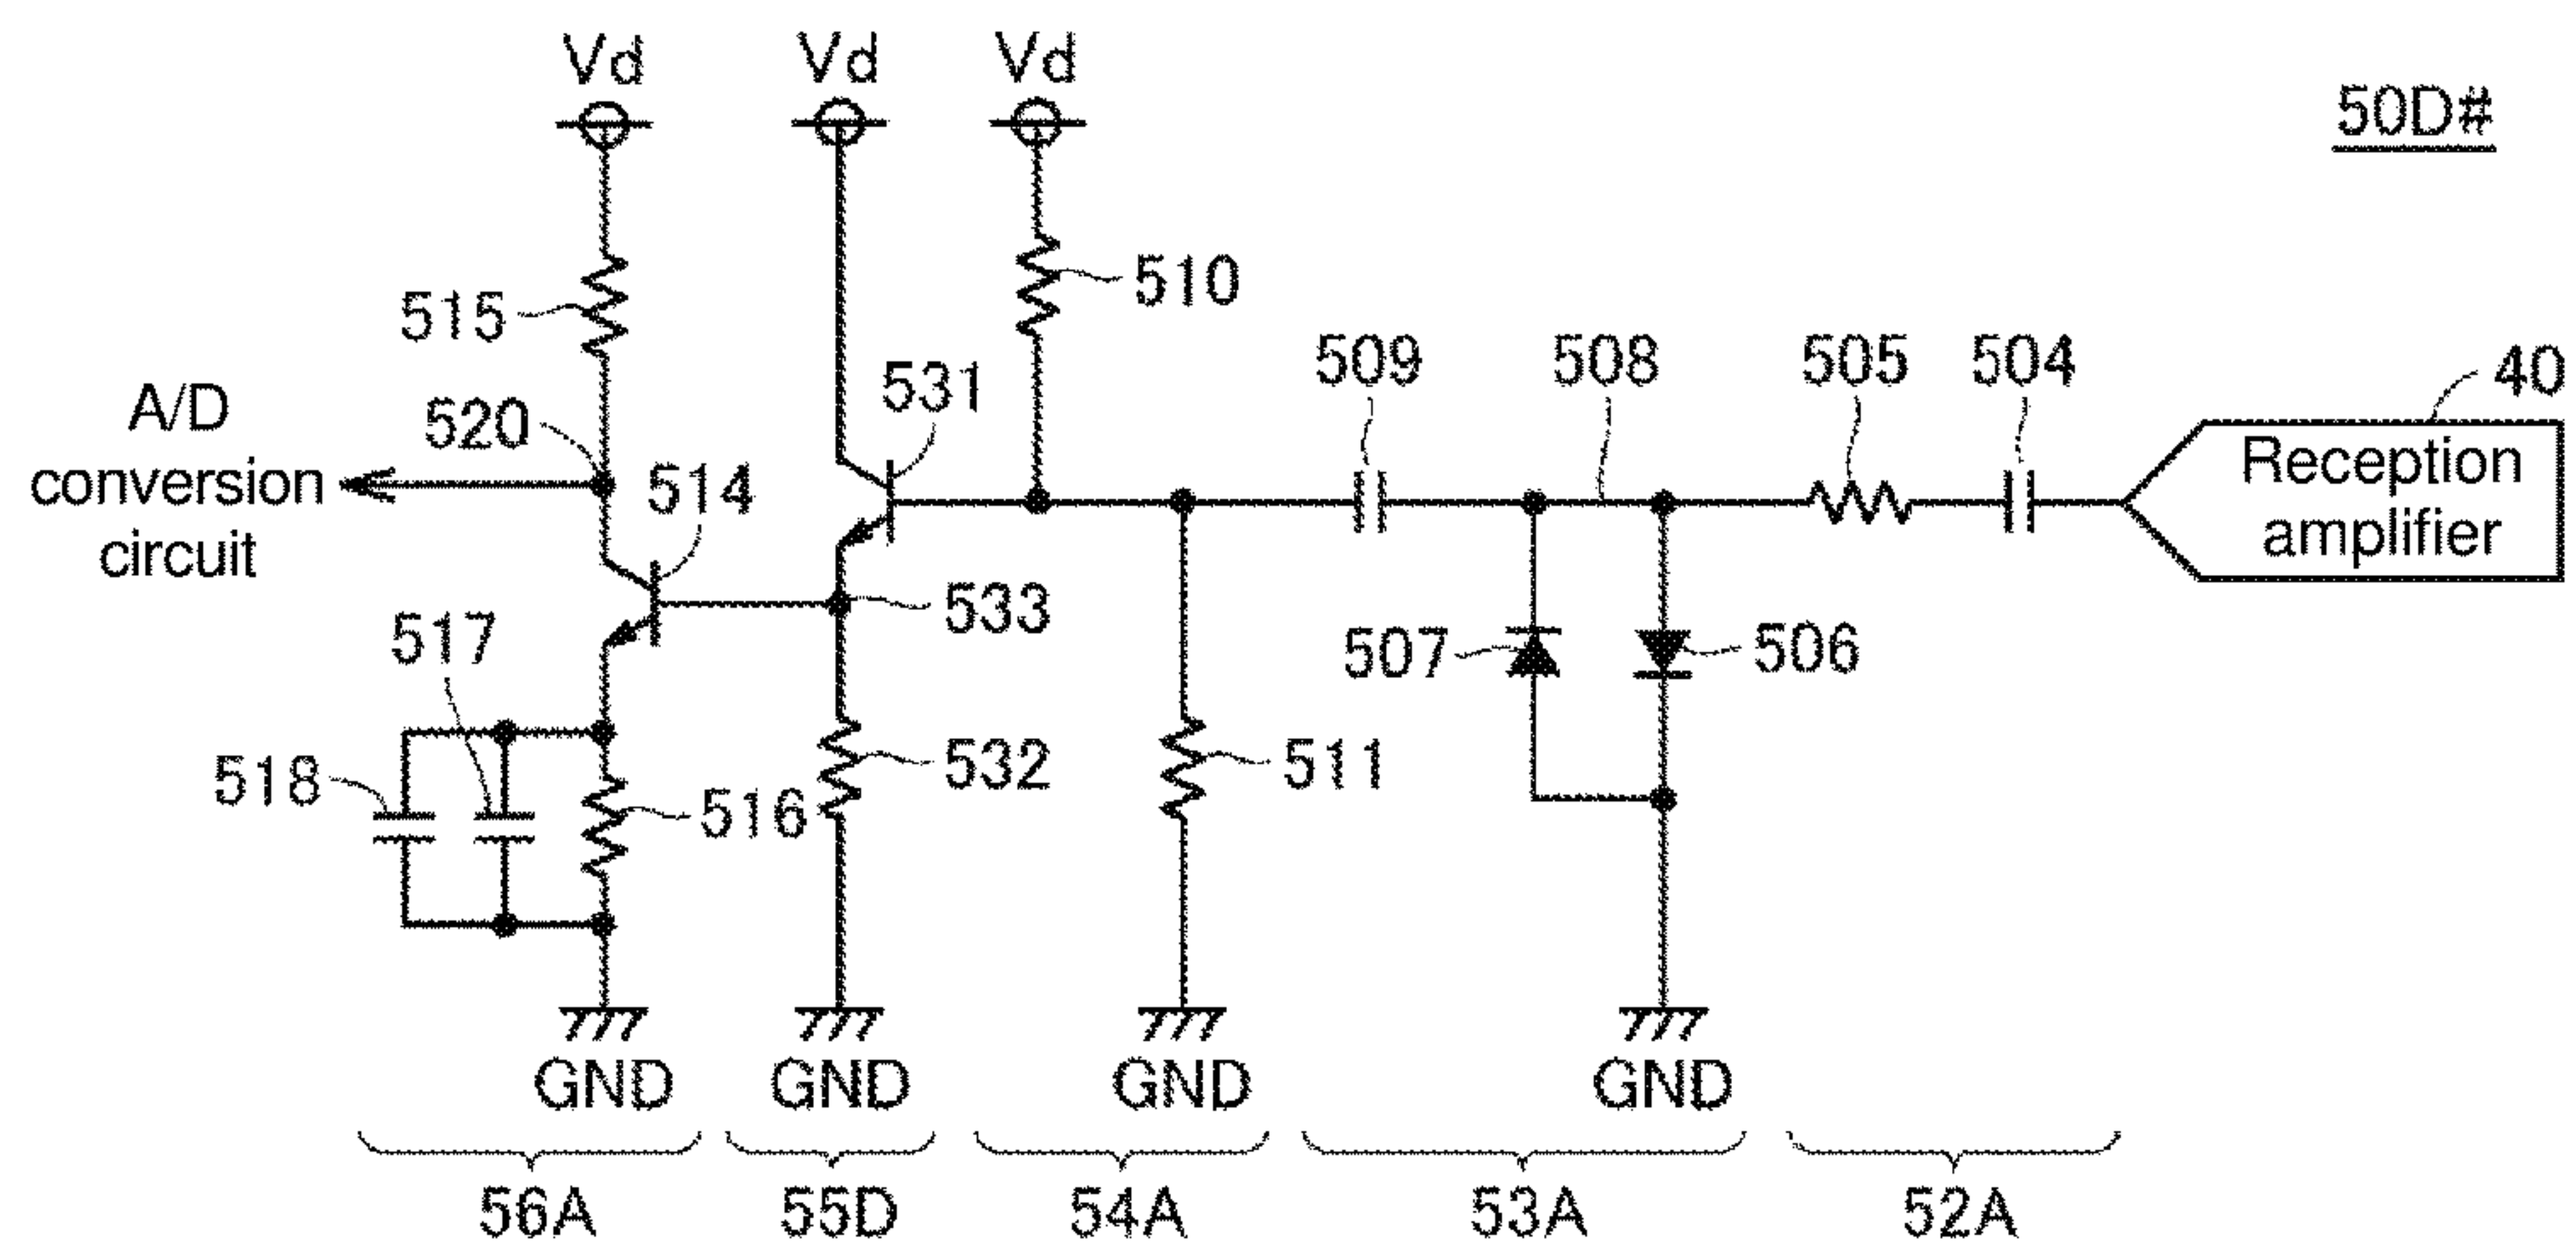 Vd
Vd
Vd
50D#
510
515
509
508
505
504
40
531
A/D
conversion
circuit
520
514
Reception
amplifier
533
517
507
506
518
532
511
516
GND
GND
GND
GND
56A
55D
54A
53A
52A